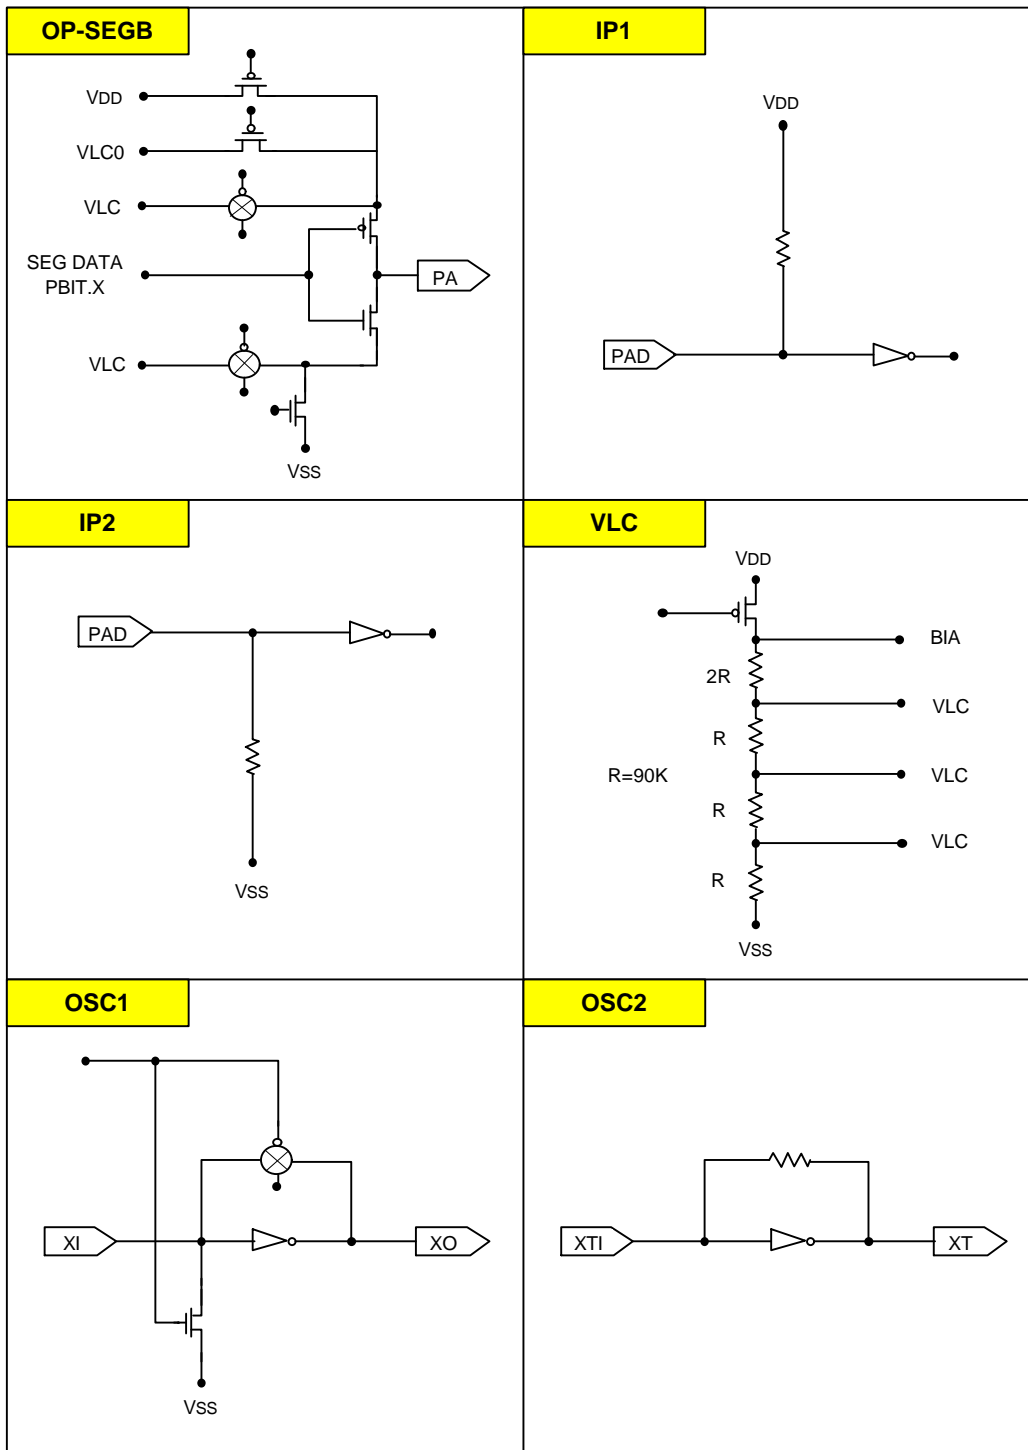 OP-SEGB
VDD
VLC0
VLC
SEG DATA
PBIT.X
PA
VLC
VSS
IP1
VDD
PAD
IP2
PAD
VSS
VLC
VDD
BIA
2R
VLC
R
R=90K
VLC
R
VLC
R
VSS
OSC1
XI
XO
VSS
OSC2
XTI
XT